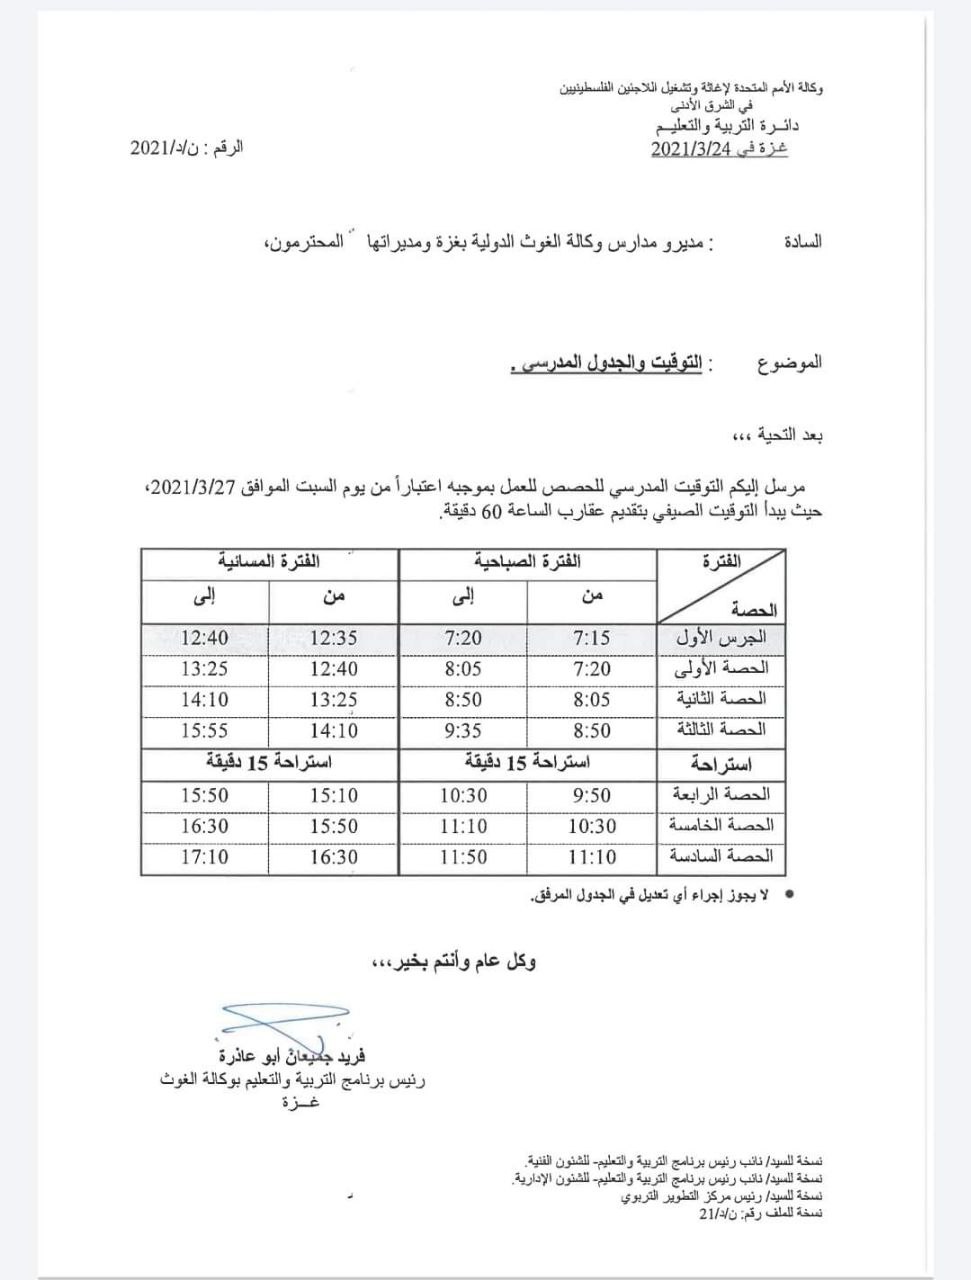 وكالة الأمم المتحدة لإغاثة وتشغيل اللاجئين الفلسطينيين
في الشرق الأدنى
دائـرة التربية والتعليـم
غزة في 2021/3/24
الرقم : ن/د/2021
السادة : مديرو مدارس وكالة الغوث الدولية بغزة ومديراتها المحترمون،
الموضوع : التوقيت والجدول المدرسي .
بعد التحية ،،،
مرسل إليكم التوقيت المدرسي للحصص للعمل بموجبه اعتباراً من يوم السبت الموافق 2021/3/27،
حيث يبدأ التوقيت الصيفي بتقديم عقارب الساعة 60 دقيقة.
الفترة الفترة الصباحية الفترة المسائية
الحصة من إلى من إلى
الجرس الأول 7:15 7:20 12:35 12:40
الحصة الأولى 7:20 8:05 12:40 13:25
الحصة الثانية 8:05 8:50 13:25 14:10
الحصة الثالثة 8:50 9:35 14:10 15:55
استراحة استراحة 15 دقيقة استراحة 15 دقيقة
الحصة الرابعة 9:50 10:30 15:10 15:50
الحصة الخامسة 10:30 11:10 15:50 16:30
الحصة السادسة 11:10 11:50 16:30 17:10
• لا يجوز إجراء أي تعديل في الجدول المرفق.
وكل عام وأنتم بخير،،،
فريد جميعان أبو عاذرة
رئيس برنامج التربية والتعليم بوكالة الغوث
غـــزة
نسخة للسيد/ نائب رئيس برنامج التربية والتعليم- للشئون الفنية.
نسخة للسيد/ نائب رئيس برنامج التربية والتعليم- للشئون الإدارية.
نسخة للسيد/ رئيس مركز التطوير التربوي
نسخة للملف رقم: ن/د/21